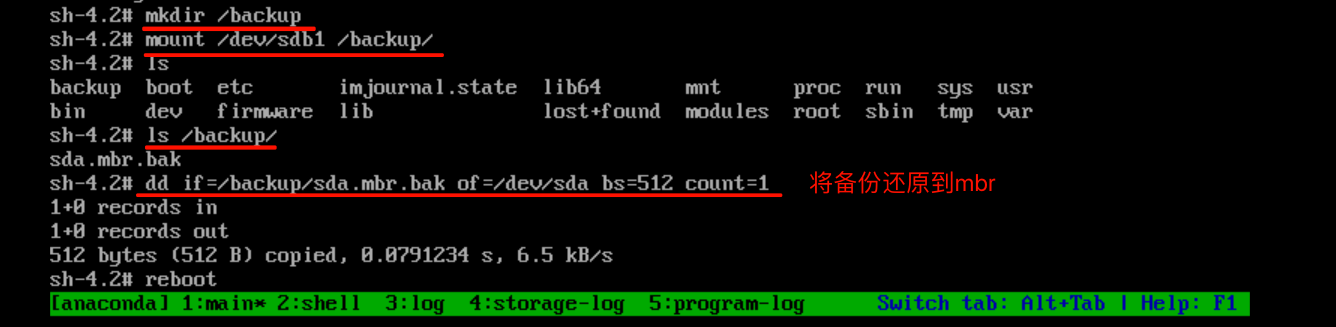 sh-4.2# mkdir /backup
sh-4.2# mount /dev/sdb1 /backup/
sh-4.2# ls
backup boot etc imjournal.state lib64 mnt proc run sys usr
bin dev firmware lib lost+found modules root sbin tmp var
sh-4.2# ls /backup/
sda.mbr.bak
sh-4.2# dd if=/backup/sda.mbr.bak of=/dev/sda bs=512 count=1 将备份还原到mbr
1+0 records in
1+0 records out
512 bytes (512 B) copied, 0.0791234 s, 6.5 kB/s
sh-4.2# reboot
[anaconda] 1:main* 2:shell 3:log 4:storage-log 5:program-log Switch tab: Alt+Tab | Help: F1